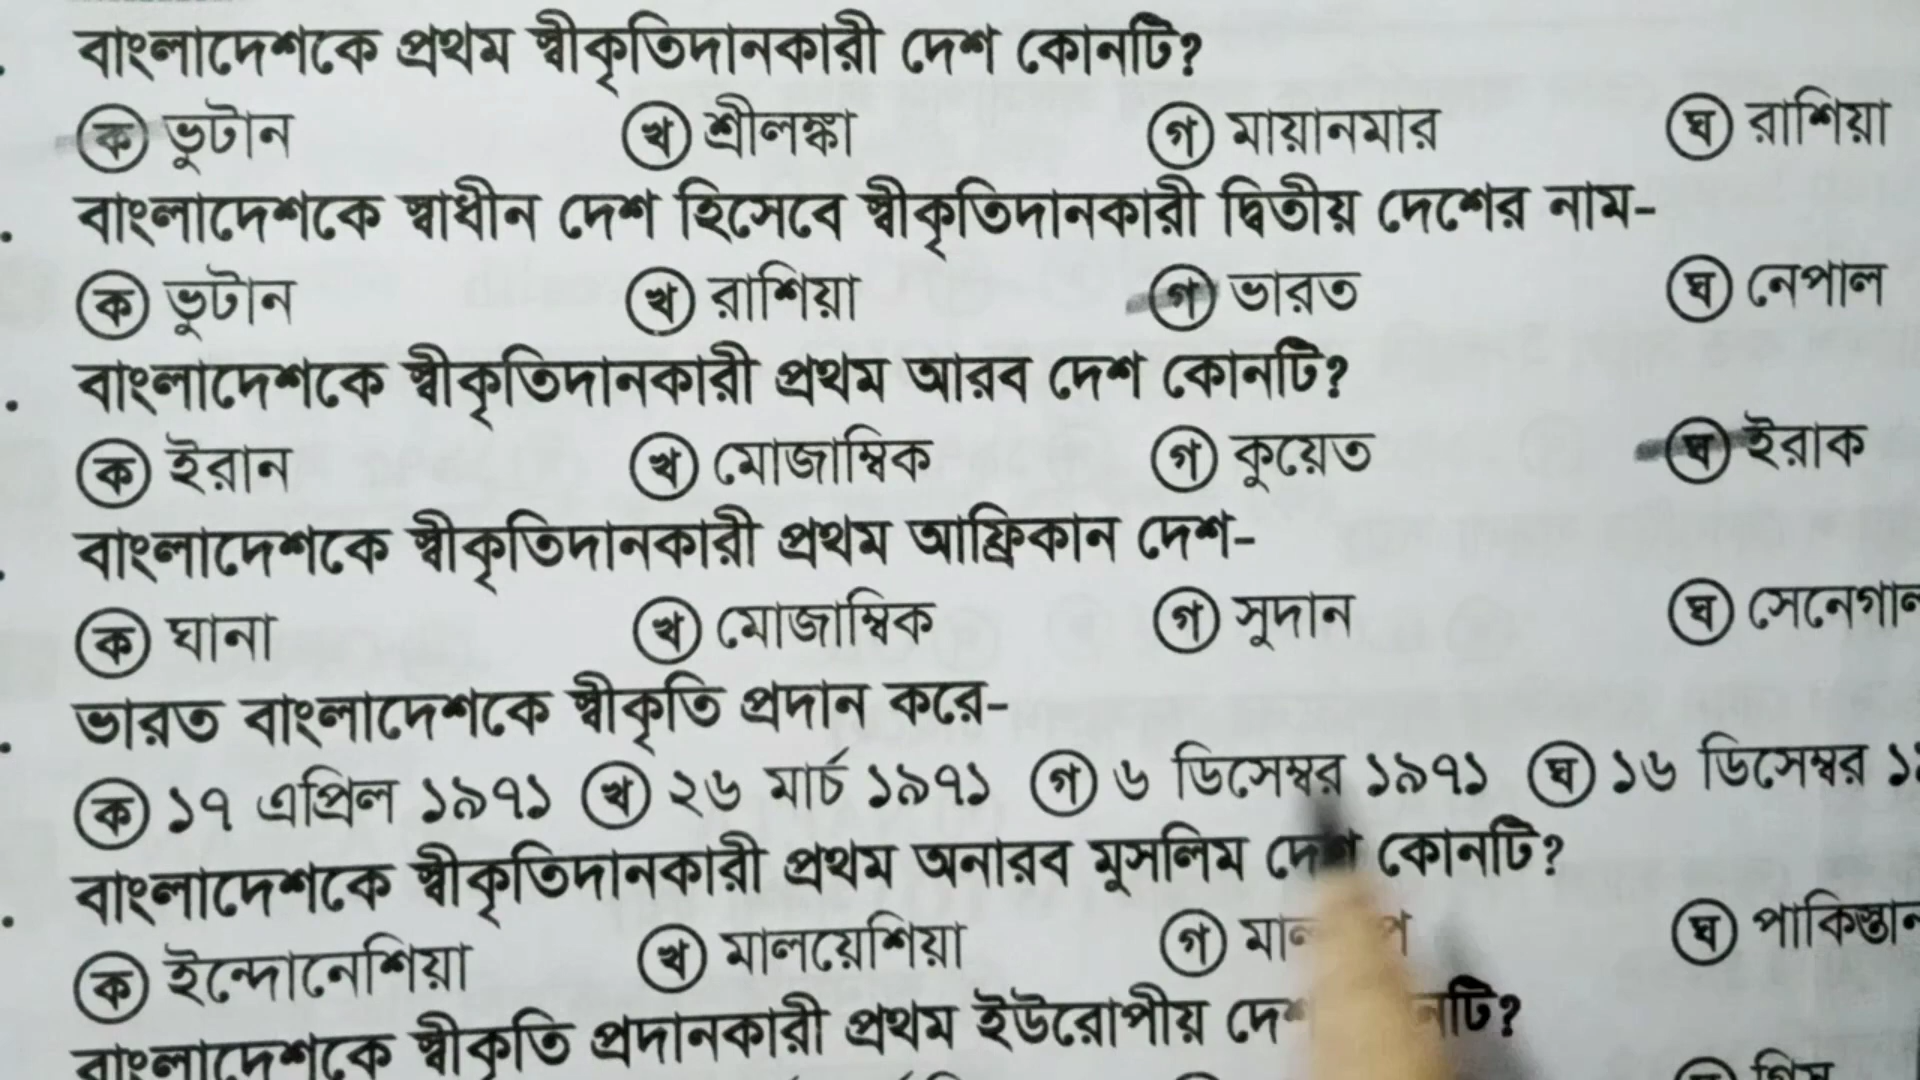 বাংলাদেশকে প্রথম স্বীকৃতিদানকারী দেশ কোনটি?
ক ভুটান খ শ্রীলঙ্কা গ মায়ানমার ঘ রাশিয়া
বাংলাদেশকে স্বাধীন দেশ হিসেবে স্বীকৃতিদানকারী দ্বিতীয় দেশের নাম-
ক ভুটান খ রাশিয়া গ ভারত ঘ নেপাল
বাংলাদেশকে স্বীকৃতিদানকারী প্রথম আরব দেশ কোনটি?
ক ইরান খ মোজাম্বিক গ কুয়েত ঘ ইরাক
বাংলাদেশকে স্বীকৃতিদানকারী প্রথম আফ্রিকান দেশ-
ক ঘানা খ মোজাম্বিক গ সুদান ঘ সেনেগাল
ভারত বাংলাদেশকে স্বীকৃতি প্রদান করে-
ক ১৭ এপ্রিল ১৯৭১ খ ২৬ মার্চ ১৯৭১ গ ৬ ডিসেম্বর ১৯৭১ ঘ ১৬ ডিসেম্বর
বাংলাদেশকে স্বীকৃতিদানকারী প্রথম অনারব মুসলিম দেশ কোনটি?
ক ইন্দোনেশিয়া খ মালয়েশিয়া গ ঘ পাকিস্তান
বাংলাদেশকে স্বীকৃতি প্রদানকারী প্রথম ইউরোপীয়